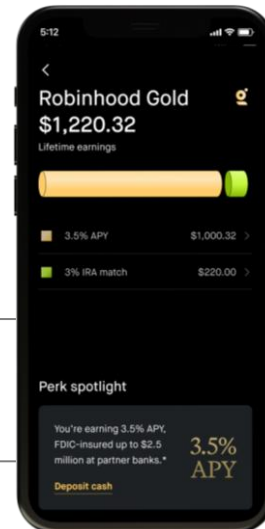 5:12
Robinhood Gold
$1,220.32
Lifetime earnings
3.5% APY $1,000.32
3% IRA match $220.00
Perk spotlight
You're earning 3.5% APY,
FDIC-insured up to $2.5
million at partner banks.*
3.5%
APY
Deposit cash